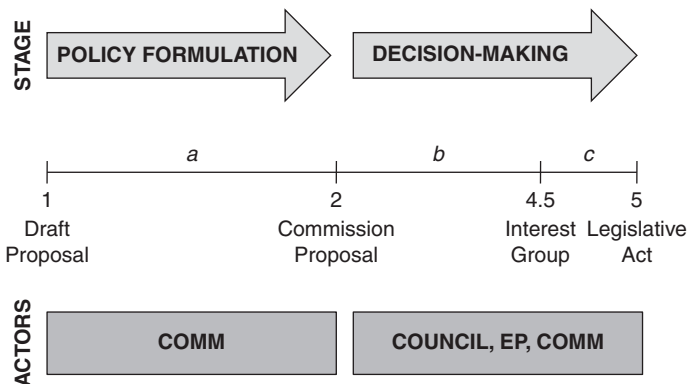 STAGE
POLICY FORMULATION
DECISION-MAKING
a
b
c
1
2
4.5
5
Draft
Proposal
Commission
Proposal
Interest
Group
Legislative
Act
ACTORS
COMM
COUNCIL, EP, COMM